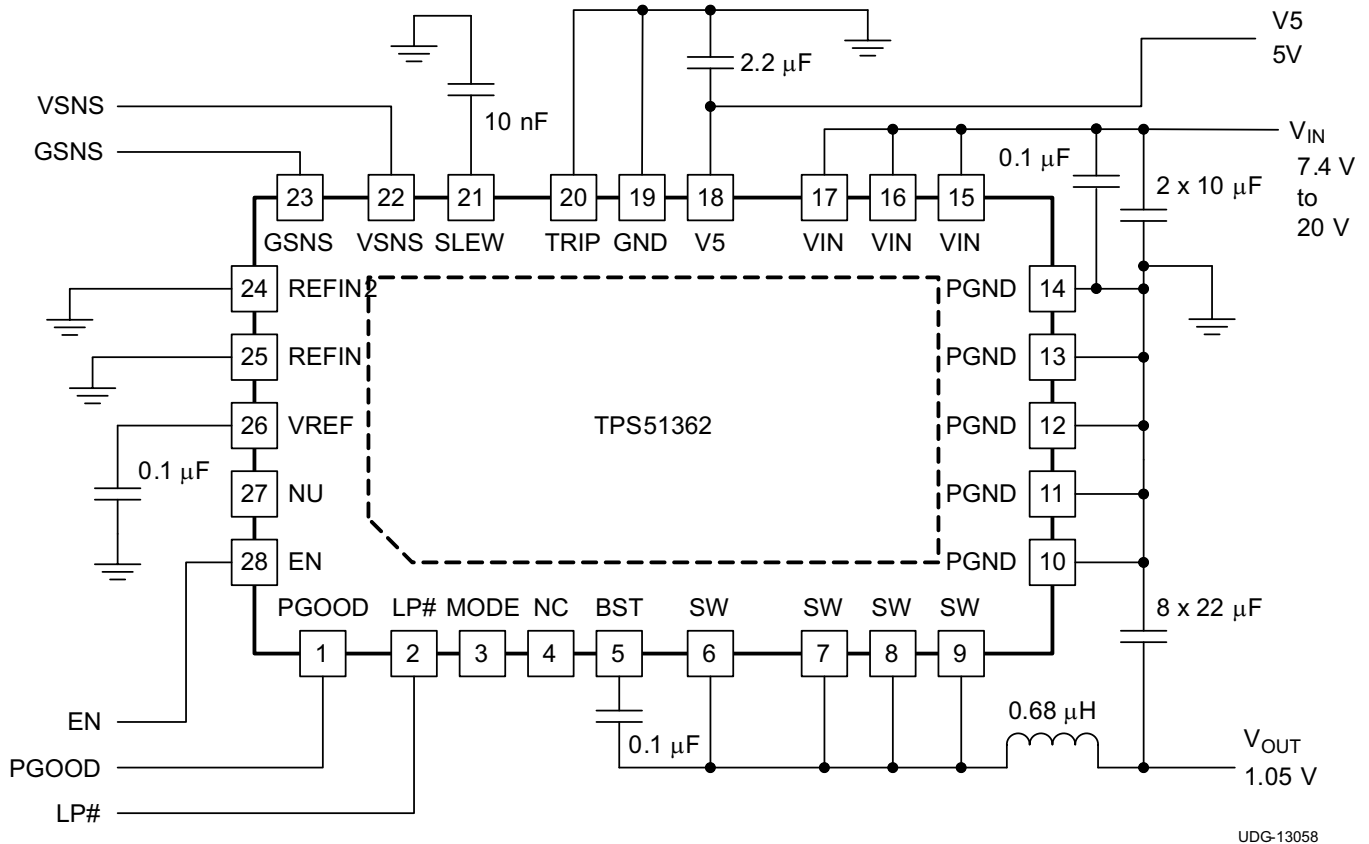 V5
5V
2.2 μF
VSNS
10 nF
GSNS
VIN
0.1 μF
7.4 V
to
20 V
2 x 10 μF
23
22
21
20
19
18
17
16
15
GSNS
VSNS
SLEW
TRIP
GND
V5
VIN
VIN
VIN
24
REFIN2
PGND
14
25
REFIN
PGND
13
26
VREF
TPS51362
PGND
12
0.1 μF
27
NU
PGND
11
28
EN
PGND
10
PGOOD
LP#
MODE
NC
BST
SW
SW
SW
SW
8 x 22 μF
1
2
3
4
5
6
7
8
9
EN
0.68 μH
0.1 μF
VOUT
1.05 V
PGOOD
LP#
UDG-13058